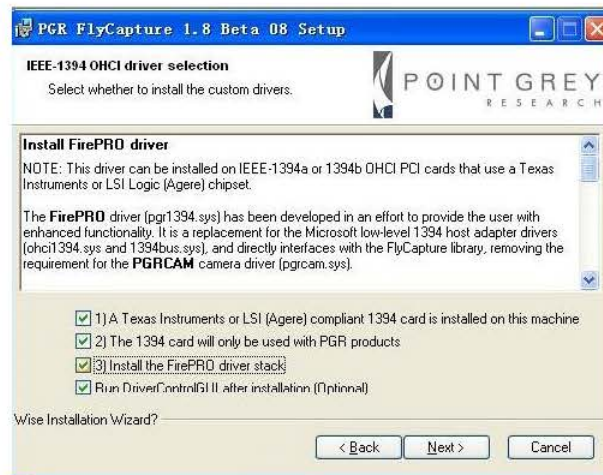 PGR FlyCapture 1.8 Beta 08 Setup
IEEE-1394 OHCI driver selection
Select whether to install the custom drivers.
POINT GREY
RESEARCH
Install FirePRO driver
NOTE: This driver can be installed on IEEE-1394a or 1394b OHCI PCI cards that use a Texas
Instruments or LSI Logic (Agere) chipset.
The FirePRO driver (pgr1394.sys) has been developed in an effort to provide the user with
enhanced functionality. It is a replacement for the Microsoft low-level 1394 host adapter drivers
(ohci1394.sys and 1394bus.sys), and directly interfaces with the FlyCapture library, removing the
requirement for the PGRCAM camera driver (pgrcam.sys).
1) A Texas Instruments or LSI (Agere) compliant 1394 card is installed on this machine
2) The 1394 card will only be used with PGR products
3) Install the FirePRO driver stack
Run DriverControlGUI after installation (Optional)
Wise Installation Wizard?
< Back
Next >
Cancel